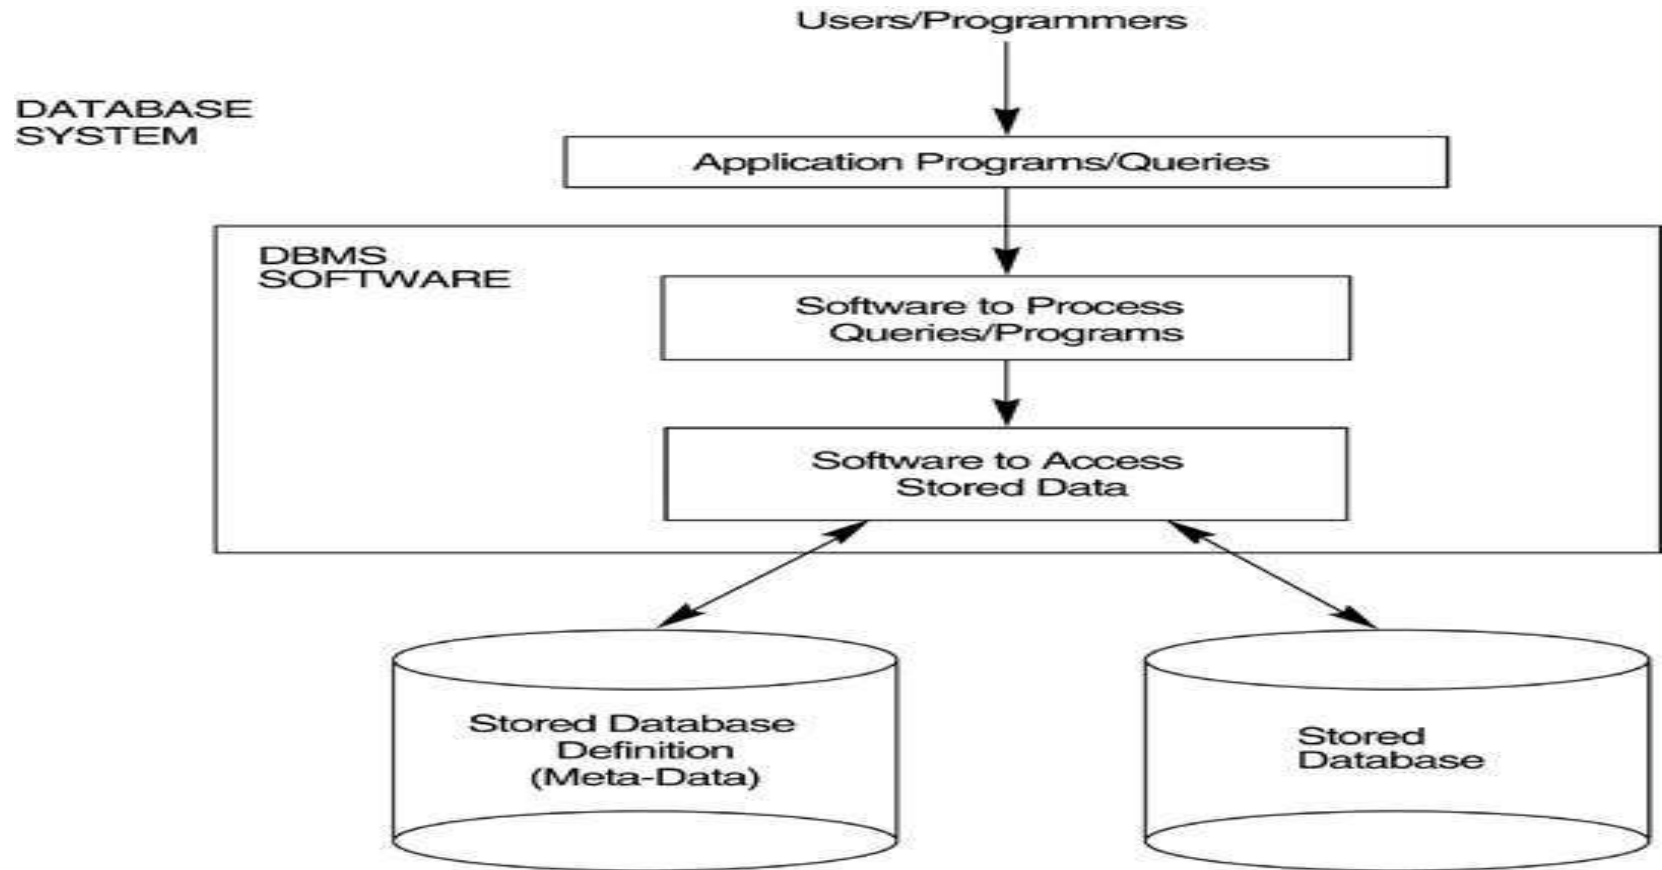 Users/Programmers
DATABASE
SYSTEM
Application Programs/Queries
DBMS
SOFTWARE
Software to Process
Queries/Programs
Software to Access
Stored Data
Stored Database
Definition
(Meta-Data)
Stored
Database